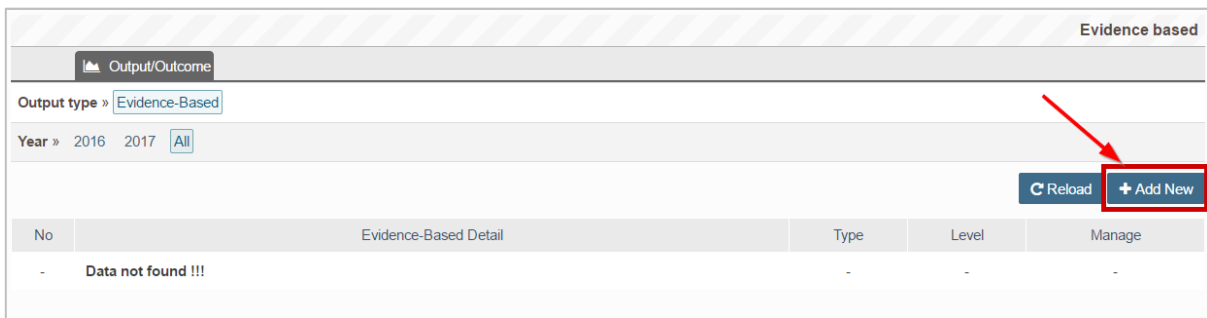 Evidence based
Output/Outcome
Output type » Evidence-Based
Year » 2016 2017 All
Reload + Add New
No Evidence-Based Detail Type Level Manage
- Data not found !!! - - -